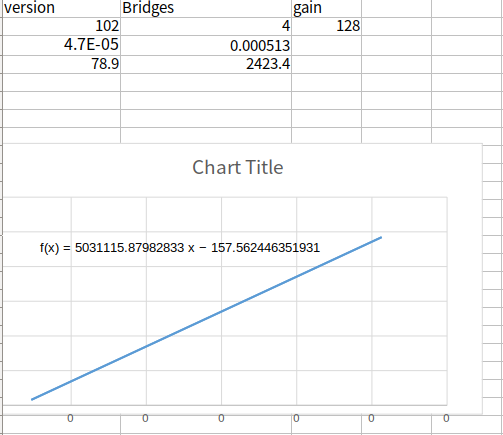 version Bridges gain
102 4 128
4.7E-05 0.000513
78.9 2423.4
Chart Title
f(x) = 5031115.87982833 x − 157.562446351931
0 0 0 0 0 0